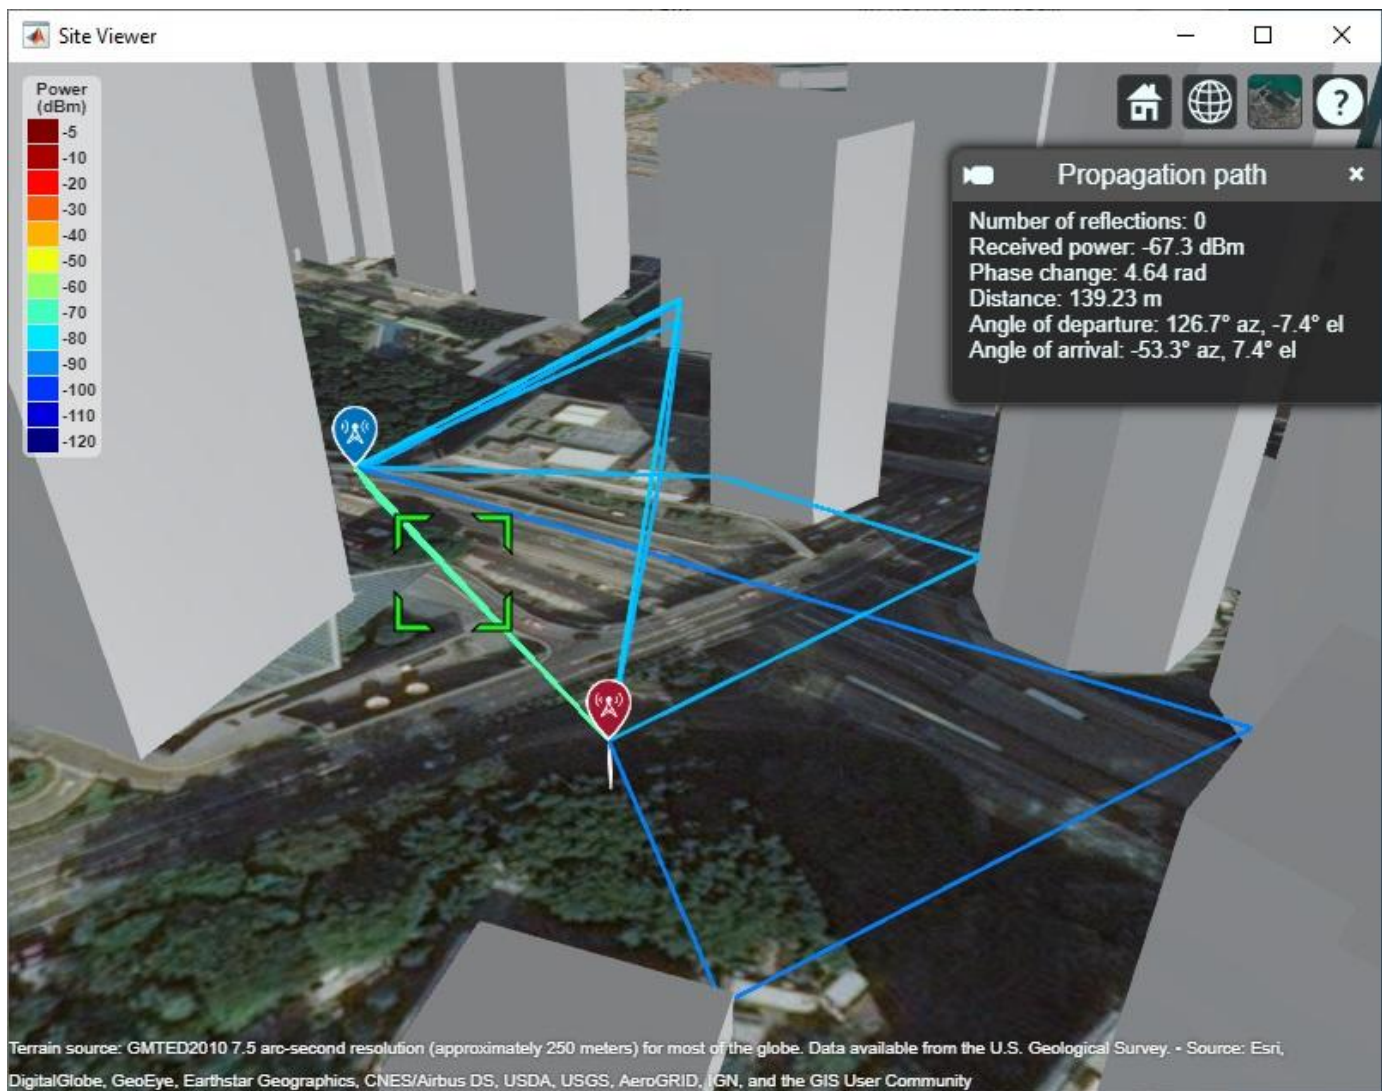 Site Viewer
Power
(dBm)
-5
-10
-20
-30
-40
-50
-60
-70
-80
-90
-100
-110
-120
?
Propagation path
Number of reflections: 0
Received power: -67.3 dBm
Phase change: 4.64 rad
Distance: 139.23 m
Angle of departure: 126.7° az, -7.4° el
Angle of arrival: -53.3° az, 7.4° el
Terrain source: GMTED2010 7.5 arc-second resolution (approximately 250 meters) for most of the globe. Data available from the U.S. Geological Survey. • Source: Esri,
DigitalGlobe, GeoEye, Earthstar Geographics, CNES/Airbus DS, USDA, USGS, AeroGRID, IGN, and the GIS User Community